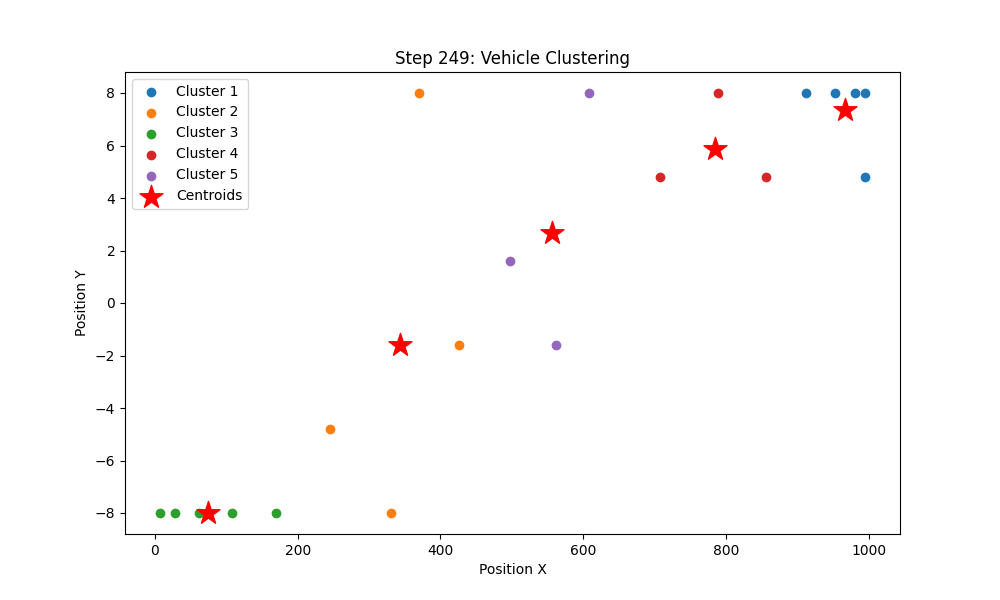 Step 249: Vehicle Clustering
Cluster 1
Cluster 2
Cluster 3
Cluster 4
Cluster 5
Centroids
8
6
4
2
0
−2
−4
−6
−8
Position Y
0 200 400 600 800 1000
Position X